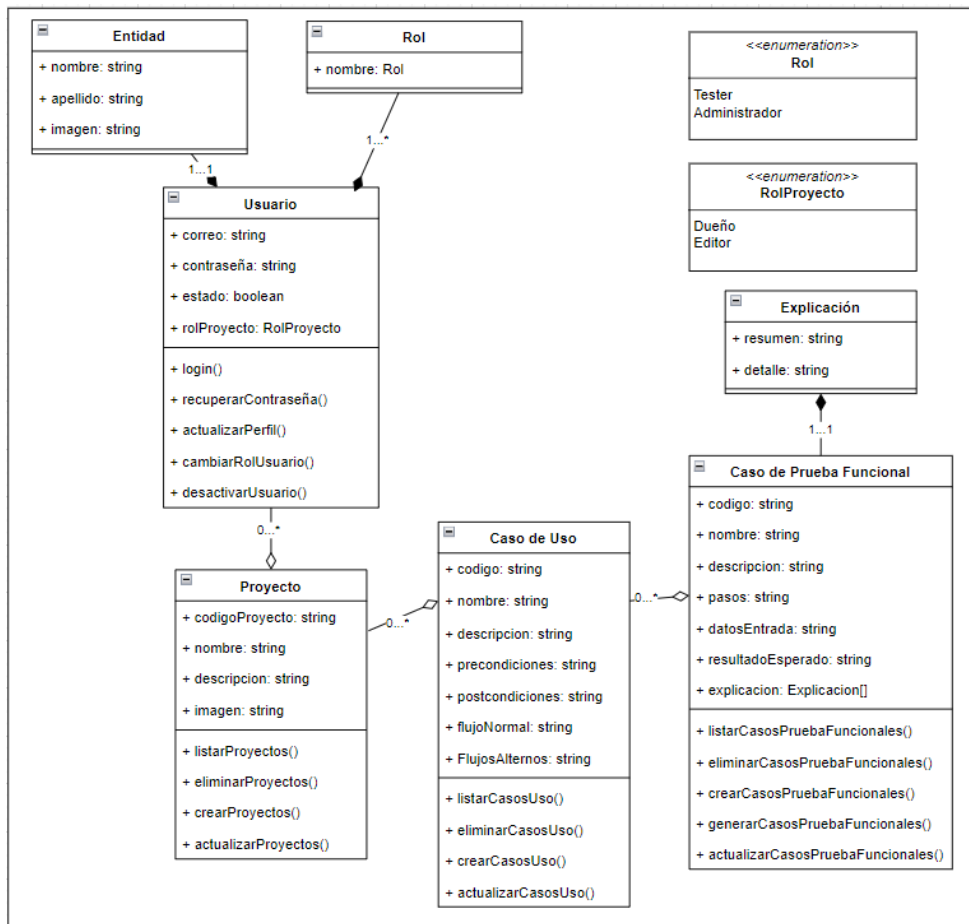 Entidad
+ nombre: string
+ apellido: string
+ imagen: string
Rol
+ nombre: Rol
<<enumeration>>
Rol
Tester
Administrador
1...1
1...*
<<enumeration>>
RolProyecto
Dueño
Editor
Usuario
+ correo: string
+ contraseña: string
+ estado: boolean
+ rolProyecto: RolProyecto
+ login()
+ recuperarContraseña()
+ actualizarPerfil()
+ cambiarRolUsuario()
+ desactivarUsuario()
Explicación
+ resumen: string
+ detalle: string
1...1
0...*
Proyecto
+ codigoProyecto: string
+ nombre: string
+ descripcion: string
+ imagen: string
+ listarProyectos()
+ eliminarProyectos()
+ crearProyectos()
+ actualizarProyectos()
0...*
Caso de Uso
+ codigo: string
+ nombre: string
+ descripcion: string
+ precondiciones: string
+ postcondiciones: string
+ flujoNormal: string
+ FlujosAlternos: string
+ listarCasosUso()
+ eliminarCasosUso()
+ crearCasosUso()
+ actualizarCasosUso()
0...*
Caso de Prueba Funcional
+ codigo: string
+ nombre: string
+ descripcion: string
+ pasos: string
+ datosEntrada: string
+ resultadoEsperado: string
+ explicacion: Explicacion[]
+ listarCasosPruebaFuncionales()
+ eliminarCasosPruebaFuncionales()
+ crearCasosPruebaFuncionales()
+ generarCasosPruebaFuncionales()
+ actualizarCasosPruebaFuncionales()